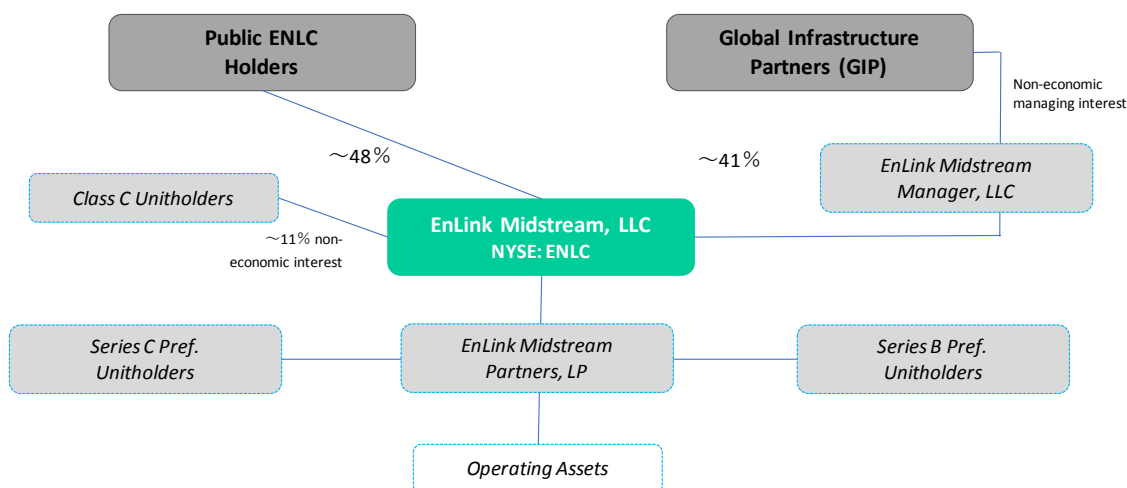 Public ENLC
Holders
Global Infrastructure
Partners (GIP)
Non-economic
managing interest
～48%
～41%
EnLink Midstream
Manager, LLC
Class C Unitholders
EnLink Midstream, LLC
NYSE: ENLC
～11% non-
economic interest
Series C Pref.
Unitholders
EnLink Midstream
Partners, LP
Series B Pref.
Unitholders
Operating Assets